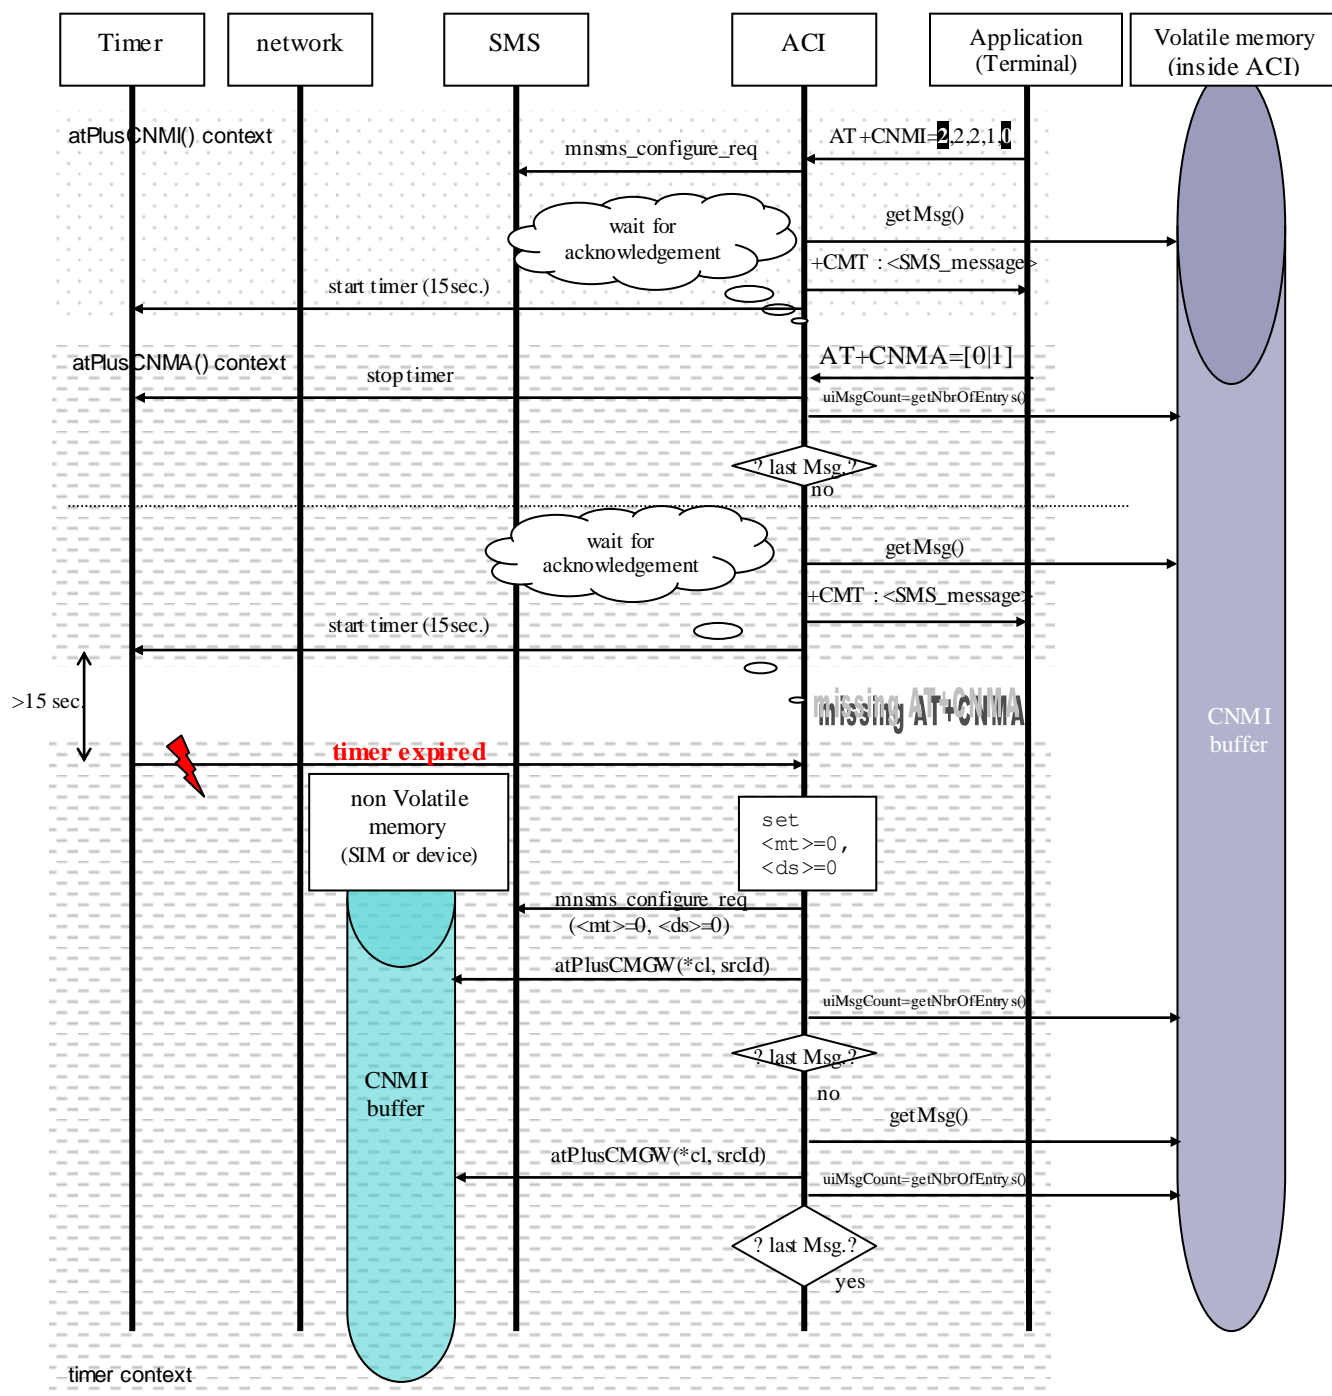 Timer
network
SMS
ACI
Application
(Terminal)
Volatile memory
(inside ACI)
atPlusCNMI() context
AT+CNMI=2,2,2,1,0
mnsms_configure_req
wait for
acknowledgement
getMsg()
+CMT : <SMS_message>
start timer (15sec.)
atPlusCNMA() context
AT+CNMA=[0|1]
stop timer
uiMsgCount=getNbrOfEntrys()
? last Msg.?
no
wait for
acknowledgement
getMsg()
+CMT : <SMS_message>
start timer (15sec.)
>15 sec.
missing AT+CNMA
CNMI
buffer
timer expired
non Volatile
memory
(SIM or device)
set
<mt>=0,
<ds>=0
mnsms_configure_req
(<mt>=0, <ds>=0)
atPlusCMGW(*cl, srcId)
uiMsgCount=getNbrOfEntrys()
? last Msg.?
no
CNMI
buffer
getMsg()
atPlusCMGW(*cl, srcId)
uiMsgCount=getNbrOfEntrys()
? last Msg.?
yes
timer context